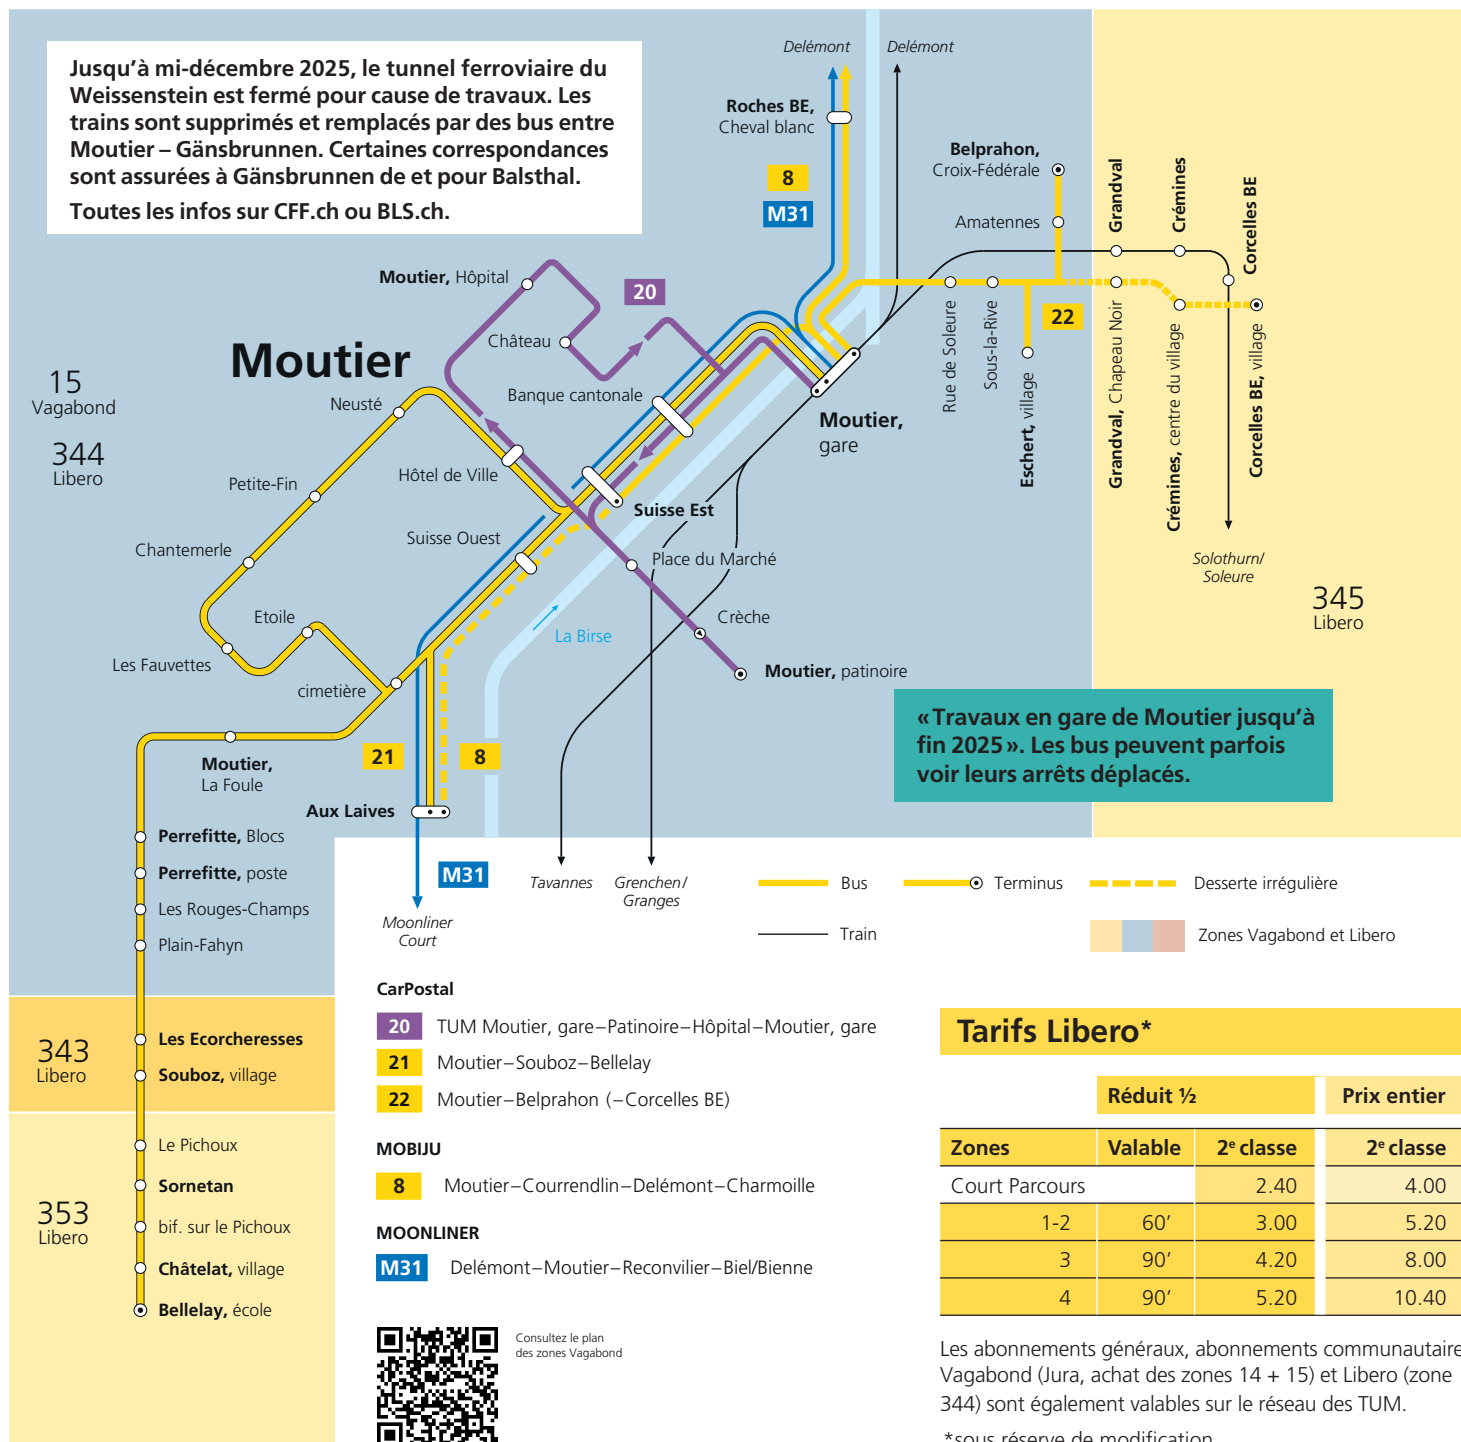 Jusqu'à mi-décembre 2025, le tunnel ferroviaire du
Weissenstein est fermé pour cause de travaux. Les
trains sont supprimés et remplacés par des bus entre
Moutier – Gänsbrunnen. Certaines correspondances
sont assurées à Gänsbrunnen de et pour Balsthal.
Toutes les infos sur CFF.ch ou BLS.ch.
Delémont
Delémont
Roches BE,
Cheval blanc
8
M31
Belprahon,
Croix-Fédérale
Amatennes
Grandval
Crémines
Corcelles BE
Moutier, Hôpital
20
Château
Moutier
Banque cantonale
Neusté
15
Vagabond
344
Libero
22
Rue de Soleure
Sous-la-Rive
Eschert, village
Grandval, Chapeau Noir
Crémines, centre du village
Corcelles BE, village
Moutier,
gare
Hôtel de Ville
Petite-Fin
Suisse Est
Suisse Ouest
Chantemerle
Place du Marché
Solothurn/
Soleure
345
Libero
Etoile
Crèche
La Birse
Les Fauvettes
cimetière
Moutier, patinoire
«Travaux en gare de Moutier jusqu'à
fin 2025». Les bus peuvent parfois
voir leurs arrêts déplacés.
21
8
Moutier,
La Foule
Aux Laives
Perrefitte, Blocs
Perrefitte, poste
Les Rouges-Champs
Plain-Fahyn
M31
Moonliner
Court
Tavannes
Grenchen/
Granges
Bus
Terminus
Desserte irrégulière
Train
Zones Vagabond et Libero
343
Libero
Les Ecorcheresses
Souboz, village
353
Libero
Le Pichoux
Sornetan
bif. sur le Pichoux
Châtelat, village
Bellelay, école
CarPostal
20 TUM Moutier, gare–Patinoire–Hôpital–Moutier, gare
21 Moutier–Souboz–Bellelay
22 Moutier–Belprahon (–Corcelles BE)
MOBIJU
8 Moutier–Courrendlin–Delémont–Charmoille
MOONLINER
M31 Delémont–Moutier–Reconvilier–Biel/Bienne
Consultez le plan
des zones Vagabond
Tarifs Libero*
Réduit ½ Prix entier
Zones Valable 2e classe 2e classe
Court Parcours 2.40 4.00
1-2 60' 3.00 5.20
3 90' 4.20 8.00
4 90' 5.20 10.40
Les abonnements généraux, abonnements communautaire
Vagabond (Jura, achat des zones 14 + 15) et Libero (zone
344) sont également valables sur le réseau des TUM.
*sous réserve de modification